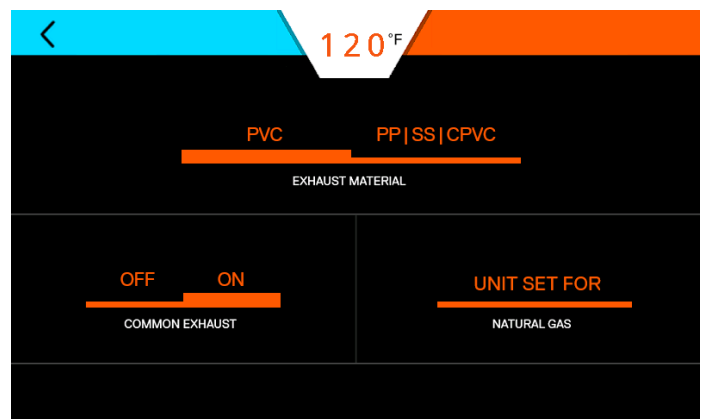 120°F
PVC PP|SS|CPVC
EXHAUST MATERIAL
OFF ON
COMMON EXHAUST
UNIT SET FOR
NATURAL GAS